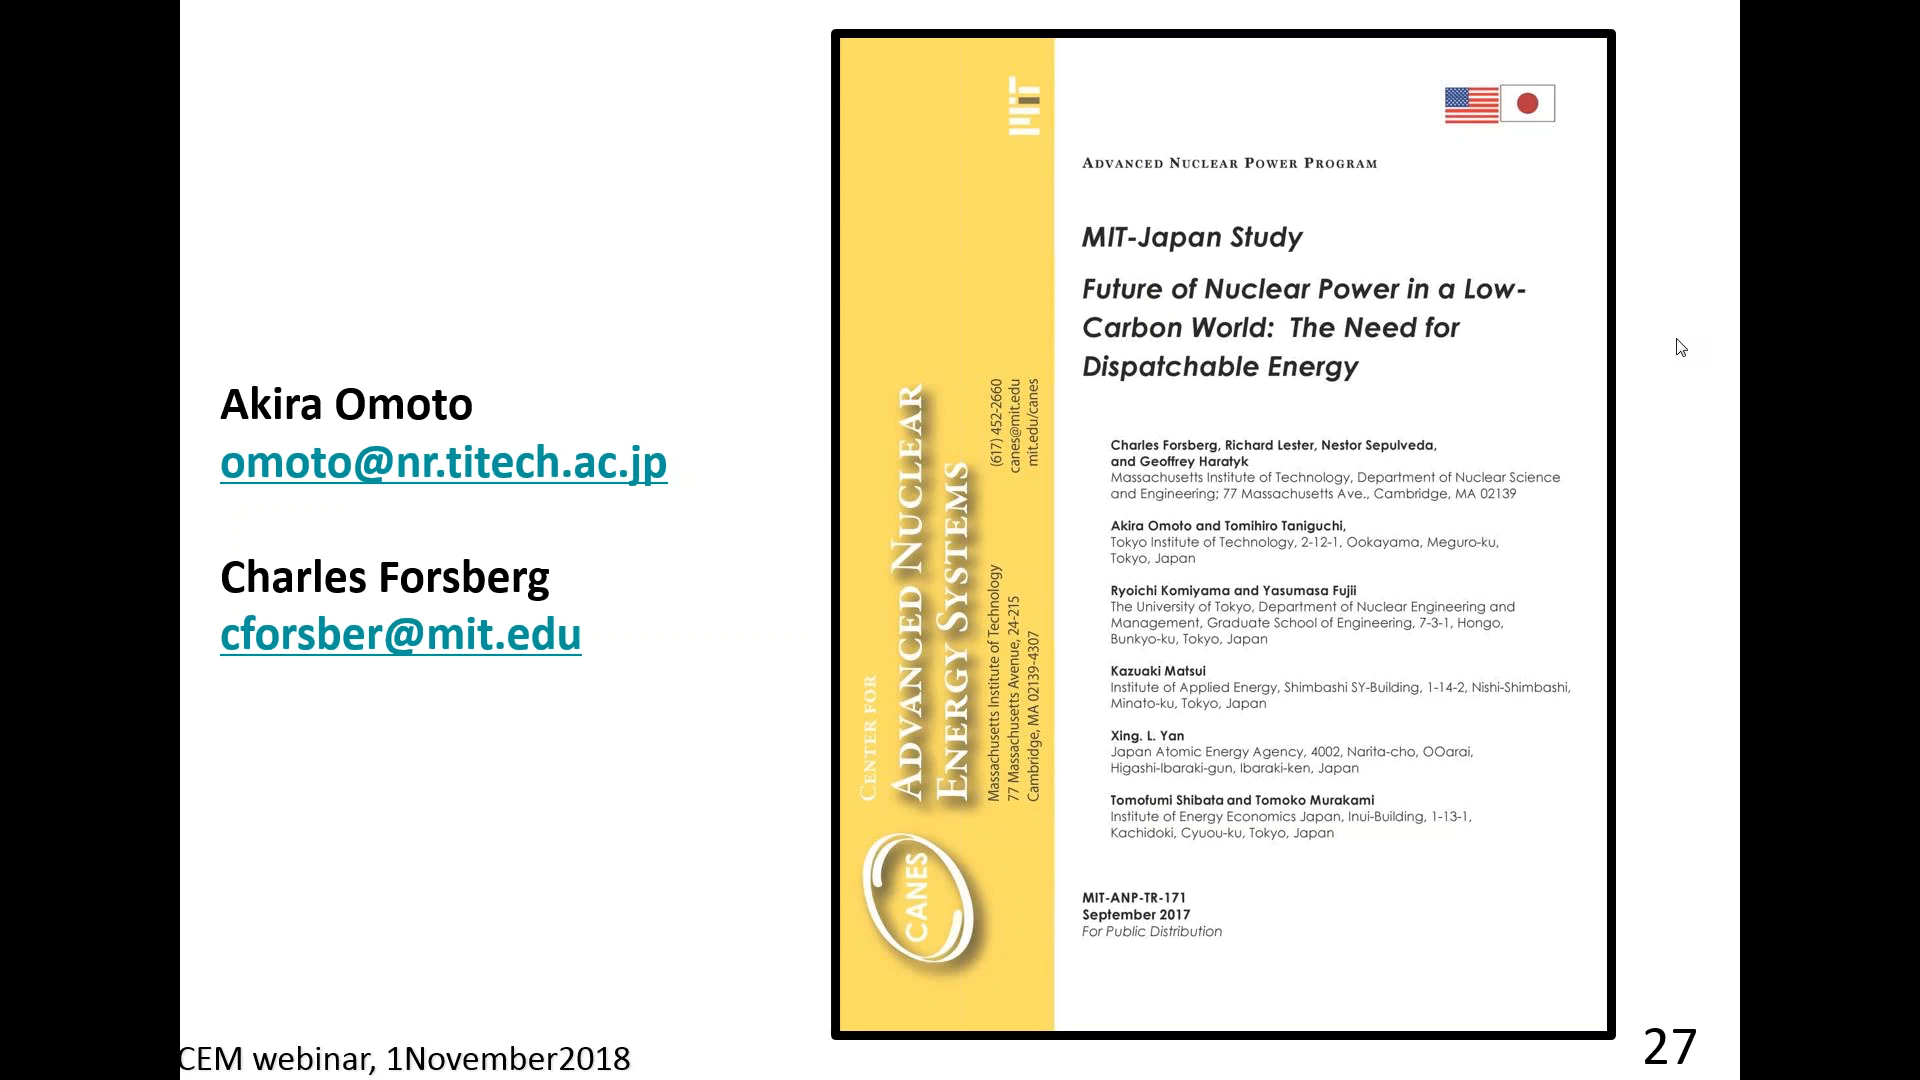 Akira Omoto
omoto@nr.titech.ac.jp
Charles Forsberg
cforsber@mit.edu
CENTER FOR
ADVANCED NUCLEAR
ENERGY SYSTEMS
Massachusetts Institute of Technology
77 Massachusetts Avenue, 24-215
Cambridge, MA 02139-4307
(617) 452-2660
canes@mit.edu
mit.edu/canes
CANES
MIT
ADVANCED NUCLEAR POWER PROGRAM
MIT-Japan Study
Future of Nuclear Power in a Low-
Carbon World: The Need for
Dispatchable Energy
Charles Forsberg, Richard Lester, Nestor Sepulveda,
and Geoffrey Haratyk
Massachusetts Institute of Technology, Department of Nuclear Science
and Engineering; 77 Massachusetts Ave., Cambridge, MA 02139
Akira Omoto and Tomihiro Taniguchi,
Tokyo Institute of Technology, 2-12-1, Ookayama, Meguro-ku,
Tokyo, Japan
Ryoichi Komiyama and Yasumasa Fujii
The University of Tokyo, Department of Nuclear Engineering and
Management, Graduate School of Engineering, 7-3-1, Hongo,
Bunkyo-ku, Tokyo, Japan
Kazuaki Matsui
Institute of Applied Energy, Shimbashi SY-Building, 1-14-2, Nishi-Shimbashi,
Minato-ku, Tokyo, Japan
Xing. L. Yan
Japan Atomic Energy Agency, 4002, Narita-cho, OOarai,
Higashi-Ibaraki-gun, Ibaraki-ken, Japan
Tomofumi Shibata and Tomoko Murakami
Institute of Energy Economics Japan, Inui-Building, 1-13-1,
Kachidoki, Cyuou-ku, Tokyo, Japan
MIT-ANP-TR-171
September 2017
For Public Distribution
CEM webinar, 1November2018
27